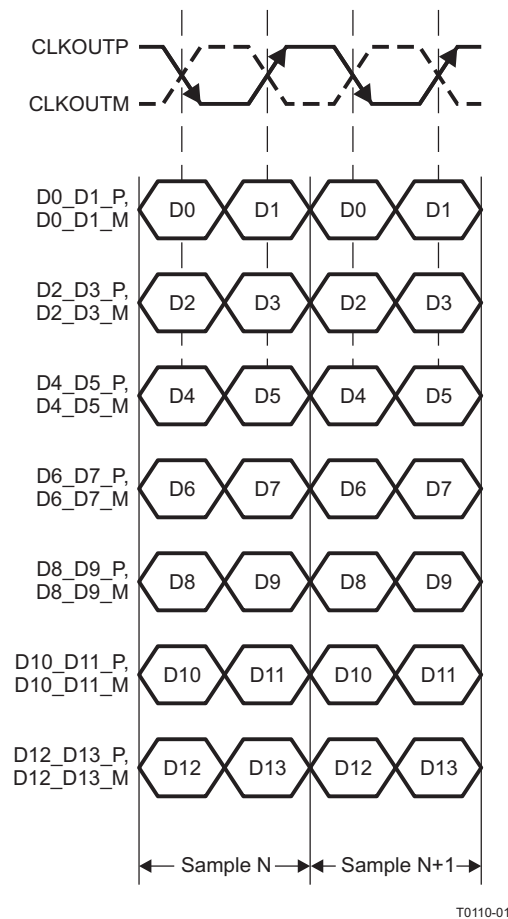 CLKOUTP
CLKOUTM
D0_D1_P,
D0_D1_M
D0 D1 D0 D1
D2_D3_P,
D2_D3_M
D2 D3 D2 D3
D4_D5_P,
D4_D5_M
D4 D5 D4 D5
D6_D7_P,
D6_D7_M
D6 D7 D6 D7
D8_D9_P,
D8_D9_M
D8 D9 D8 D9
D10_D11_P,
D10_D11_M
D10 D11 D10 D11
D12_D13_P,
D12_D13_M
D12 D13 D12 D13
Sample N Sample N+1
T0110-01